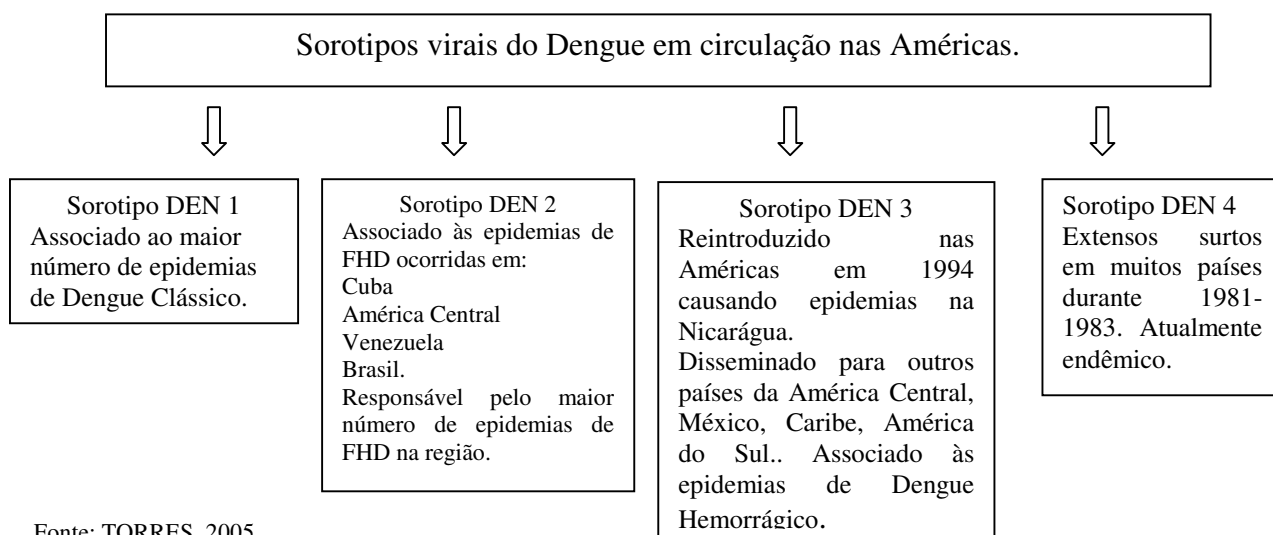 Sorotipos virais do Dengue em circulação nas Américas.
Sorotipo DEN 1
Associado ao maior
número de epidemias
de Dengue Clássico.
Sorotipo DEN 2
Associado às epidemias de
FHD ocorridas em:
Cuba
América Central
Venezuela
Brasil.
Responsável pelo maior
número de epidemias de
FHD na região.
Sorotipo DEN 3
Reintroduzido nas
Américas em 1994
causando epidemias na
Nicarágua.
Disseminado para outros
países da América Central,
México, Caribe, América
do Sul.. Associado às
epidemias de Dengue
Hemorrágico.
Sorotipo DEN 4
Extensos surtos
em muitos países
durante 1981-
1983. Atualmente
endêmico.
Fonte: TORRES, 2005